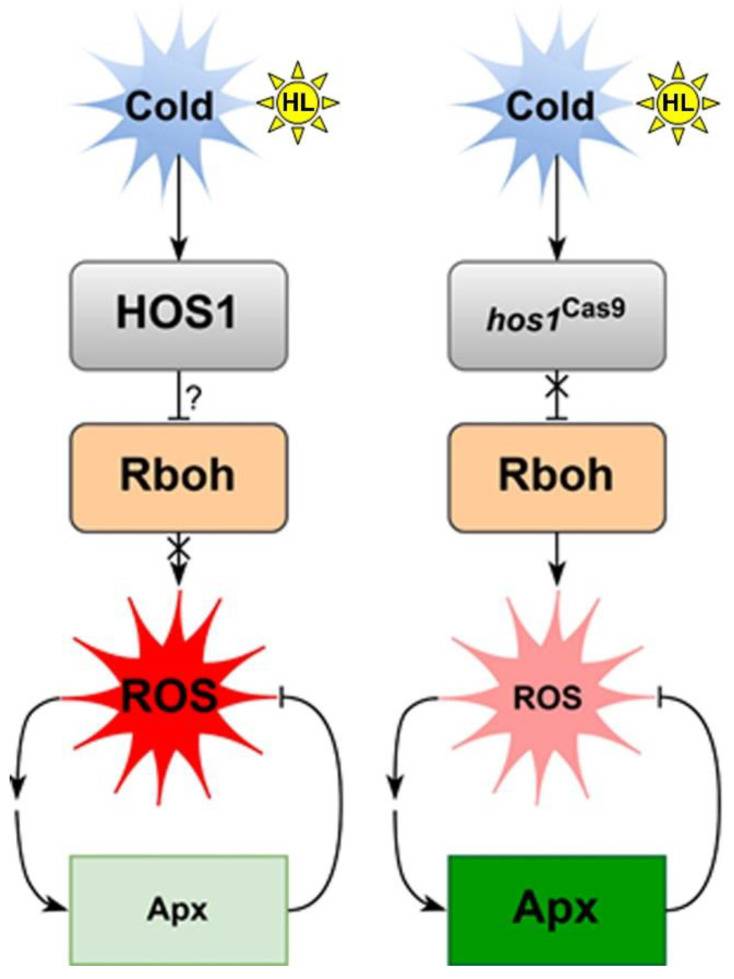 Cold HL
HOS1
?
Rboh
ROS
Apx
Cold HL
hos1Cas9
Rboh
ROS
Apx